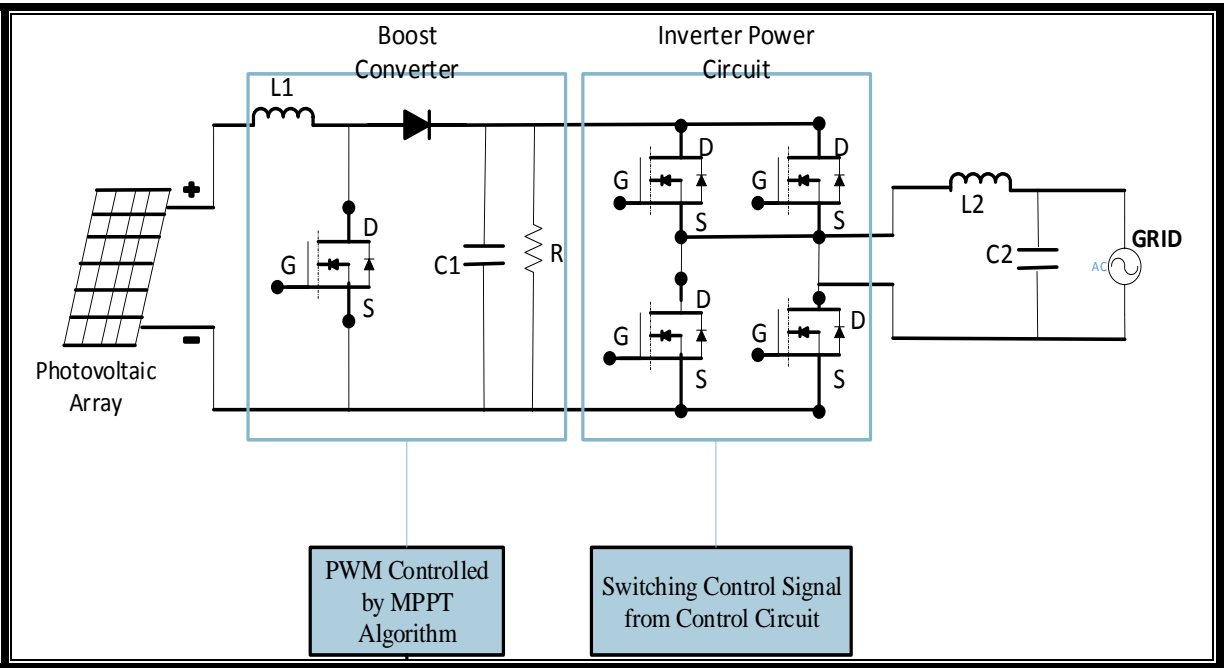 Boost
Converter
Inverter Power
Circuit
L1
D
D
G
G
S
S
L2
+
D
G
S
C1
R
C2
GRID
AC
D
G
S
G
D
S
-
Photovoltaic
Array
PWM Controlled
by MPPT
Algorithm
Switching Control Signal
from Control Circuit